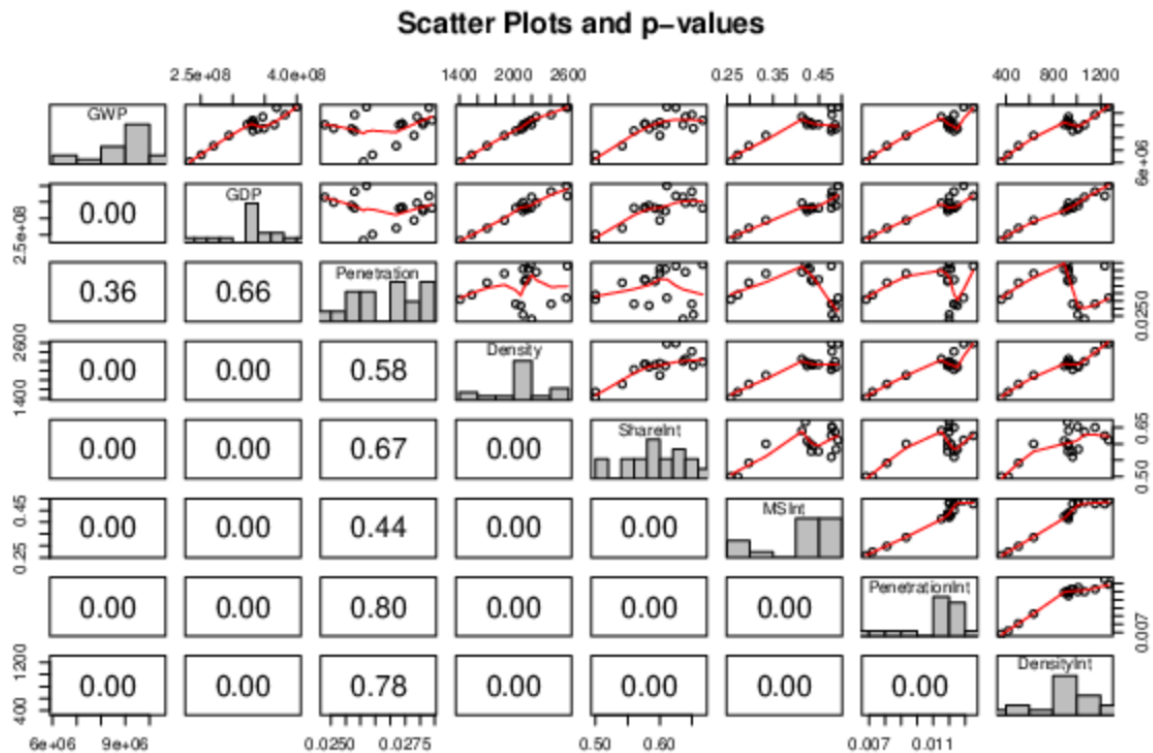 Scatter Plots and p−values
2.5e+08 4.0e+08 1400 2000 2600 0.25 0.35 0.45 400 800 1200
GWP
6e+06
GDP
0.00
2.5e+08
Penetration
0.36 0.66
0.0250
Density
0.00 0.00 0.58
1400 2600
ShareInt
0.00 0.00 0.67 0.00
0.50 0.65
MSInt
0.00 0.00 0.44 0.00 0.00
0.25 0.45
PenetrationInt
0.00 0.00 0.80 0.00 0.00 0.00
0.007
DensityInt
0.00 0.00 0.78 0.00 0.00 0.00 0.00
400 1200
6e+06 9e+06 0.0250 0.0275 0.50 0.60 0.007 0.011